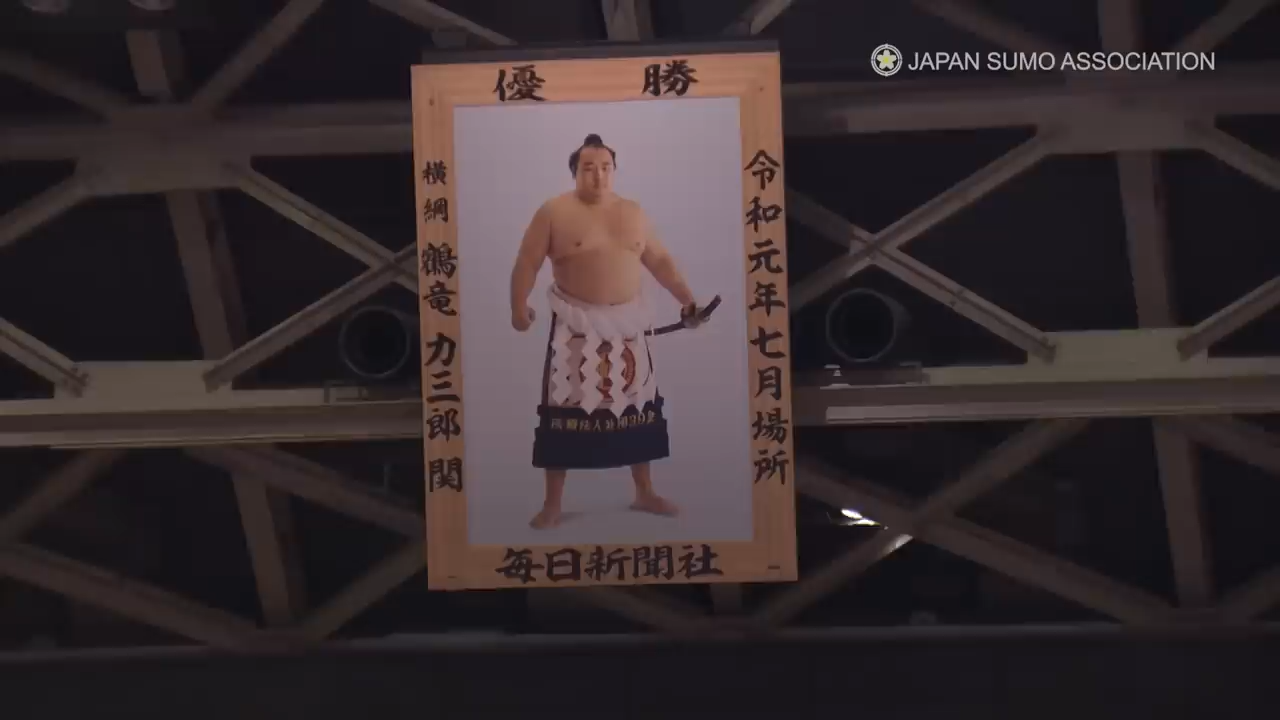 JAPAN SUMO ASSOCIATION
優勝
令和元年七月場所
横綱 鶴竜 力三郎 関
毎日新聞社